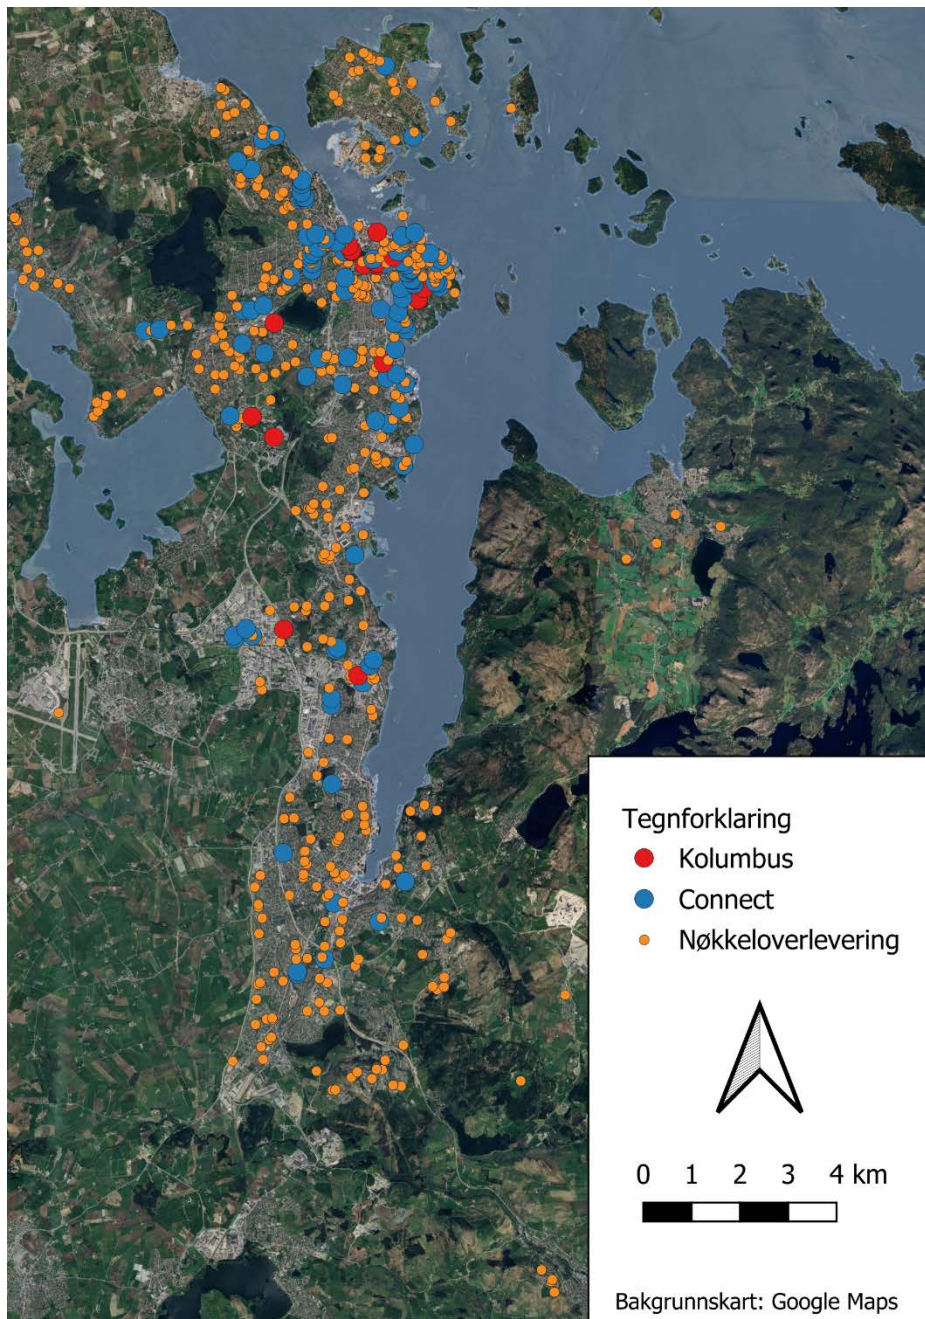 Tegnforklaring
Kolumbus
Connect
Nøkkeloverlevering
0 1 2 3 4 km
Bakgrunnskart: Google Maps